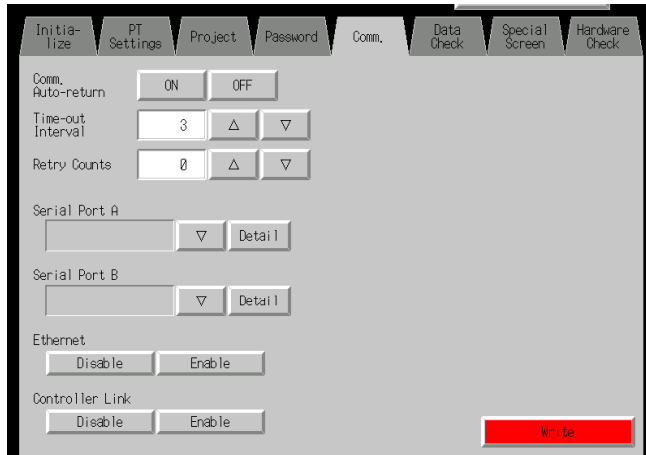 Initia-
lize
PT
Settings
Project
Password
Comm.
Data
Check
Special
Screen
Hardware
Check
Comm.
Auto-return
ON
OFF
Time-out
Interval
3
△
▽
Retry Counts
0
△
▽
Serial Port A
▽
Detail
Serial Port B
▽
Detail
Ethernet
Disable
Enable
Controller Link
Disable
Enable
Write